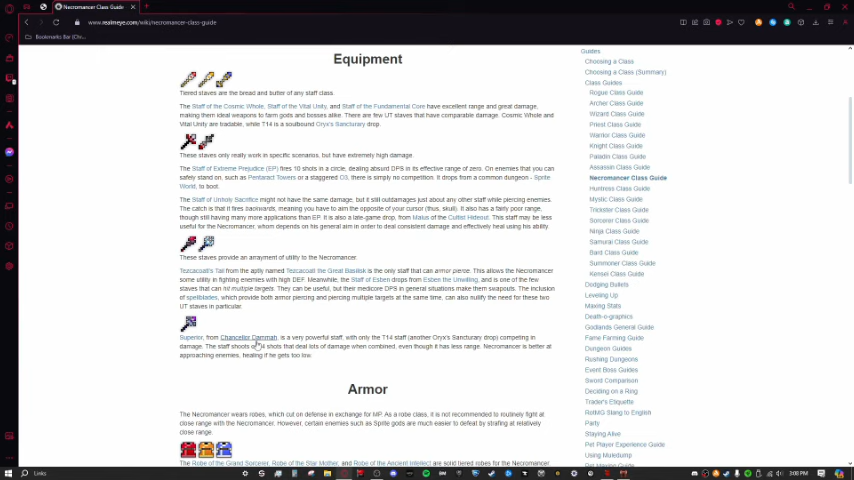 Necromancer Class Guide
www.realmeye.com/wiki/necromancer-class-guide
Bookmarks Bar (Chr...
Equipment
Tiered staves are the bread and butter of any staff class.
The Staff of the Cosmic Whole, Staff of the Vital Unity, and Staff of the Fundamental Core have excellent range and great damage,
making them ideal weapons to farm gods and bosses alike. There are few UT staves that have comparable damage. Cosmic Whole and
Vital Unity are tradable, while T14 is a soulbound Oryx's Sanctuary drop.
These staves only really work in specific scenarios, but have extremely high damage.
The Staff of Extreme Prejudice (EP) fires 10 shots in a circle, dealing absurd DPS in its effective range of zero. On enemies that you can
safely stand on, such as Pentaract Towers or a staggered O3, there is simply no competition. It drops from a common dungeon - Sprite
World, to boot.
The Staff of Unholy Sacrifice might not have the same damage, but it still outdamages just about any other staff while piercing enemies.
The catch is that it fires backwards, meaning you have to aim the opposite of your cursor (thus, skull). It also has a fairly poor range,
though still having many more applications than EP. It is also a late-game drop, from Malus of the Cultist Hideout. This staff may be less
useful for the Necromancer, whom depends on his general aim in order to deal consistent damage and effectively heal using his ability
These staves provide an arrayment of utility to the Necromancer.
Tezcacoatl's Tail from the aptly named Tezcacoatl the Great Basilisk is the only staff that can armor pierce. This allows the Necromancer
some utility in fighting enemies with high DEF. Meanwhile, the Staff of Esben drops from Esben the Unwilling, and is one of the few
staves that can hit multiple targets. They can be useful, but their mediocre DPS in general situations make them swapouts. The inclusion
of spellblades, which provide both armor piercing and piercing multiple targets at the same time, can also nullify the need for these two
UT staves in particular.
Superior, from Chancellor Dammah, is a very powerful staff, with only the T14 staff (another Oryx's Sanctuary drop) competing in
damage. The staff shoots 4 shots that deal lots of damage when combined, even though it has less range. Necromancer is better at
approaching enemies, healing if he gets too low.
Armor
The Necromancer wears robes, which cut on defense in exchange for MP. As a robe class, it is not recommended to routinely fight at
close range with the Necromancer. However, certain enemies such as Sprite gods are much easier to defeat by strafing at relatively
close range.
The Robe of the Grand Sorcerer, Robe of the Star Mother, and Robe of the Ancient Intellect are solid tiered robes for the Necromancer.
Guides
Choosing a Class
Choosing a Class (Summary)
Class Guides
Rogue Class Guide
Archer Class Guide
Wizard Class Guide
Priest Class Guide
Warrior Class Guide
Knight Class Guide
Paladin Class Guide
Assassin Class Guide
Necromancer Class Guide
Huntress Class Guide
Mystic Class Guide
Trickster Class Guide
Sorcerer Class Guide
Ninja Class Guide
Samurai Class Guide
Bard Class Guide
Summoner Class Guide
Kensei Class Guide
Dodging Bullets
Leveling Up
Maxing Stats
Death-o-graphics
Godlands General Guide
Fame Farming Guide
Dungeon Guides
Rushing Dungeons
Event Boss Guides
Sword Comparison
Deciding on a Ring
Trader's Etiquette
RotMG Slang to English
Party
Staying Alive
Pet Player Experience Guide
Using Muledump
Links
3:08 PM